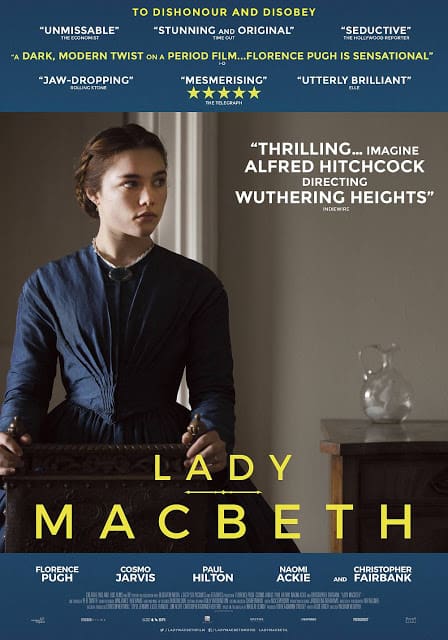 TO DISHONOUR AND DISOBEY
“UNMISSABLE” “STUNNING AND ORIGINAL” “SEDUCTIVE”
THE ECONOMIST TIME OUT THE HOLLYWOOD REPORTER
“A DARK, MODERN TWIST ON A PERIOD FILM...FLORENCE PUGH IS SENSATIONAL”
I-D
“JAW-DROPPING” “MESMERISING” “UTTERLY BRILLIANT”
ROLLING STONE ELLE
THE TELEGRAPH
“THRILLING... IMAGINE
ALFRED HITCHCOCK
DIRECTING
WUTHERING HEIGHTS”
INDIEWIRE
LADY
MACBETH
FLORENCE COSMO PAUL NAOMI CHRISTOPHER
PUGH JARVIS HILTON ACKIE AND FAIRBANK
/LADYMACBETHFILM @LADYMACBETHFILM